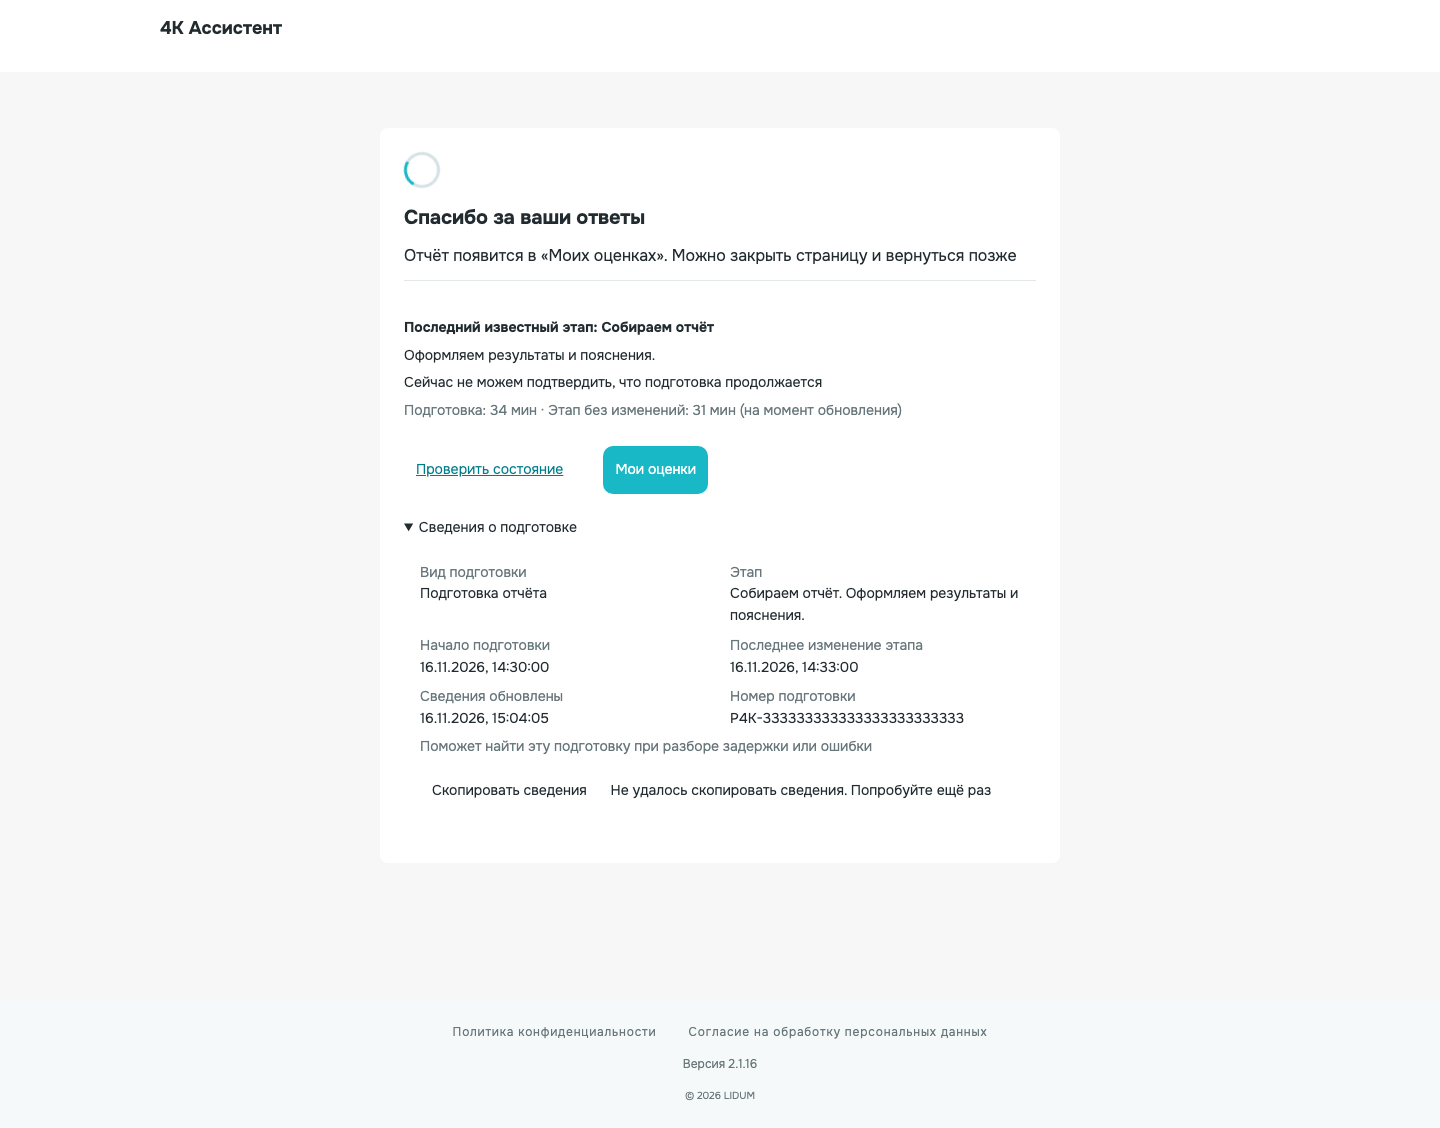 4К Ассистент
Спасибо за ваши ответы
Отчёт появится в «Моих оценках». Можно закрыть страницу и вернуться позже
Последний известный этап: Собираем отчёт
Оформляем результаты и пояснения.
Сейчас не можем подтвердить, что подготовка продолжается
Подготовка: 34 мин · Этап без изменений: 31 мин (на момент обновления)
Проверить состояние
Мои оценки
▼ Сведения о подготовке
Вид подготовки
Подготовка отчёта
Этап
Собираем отчёт. Оформляем результаты и
пояснения.
Начало подготовки
16.11.2026, 14:30:00
Последнее изменение этапа
16.11.2026, 14:33:00
Сведения обновлены
16.11.2026, 15:04:05
Номер подготовки
P4K-33333333333333333333333333
Поможет найти эту подготовку при разборе задержки или ошибки
Скопировать сведения
Не удалось скопировать сведения. Попробуйте ещё раз
Политика конфиденциальности
Согласие на обработку персональных данных
Версия 2.1.16
© 2026 LIDUM